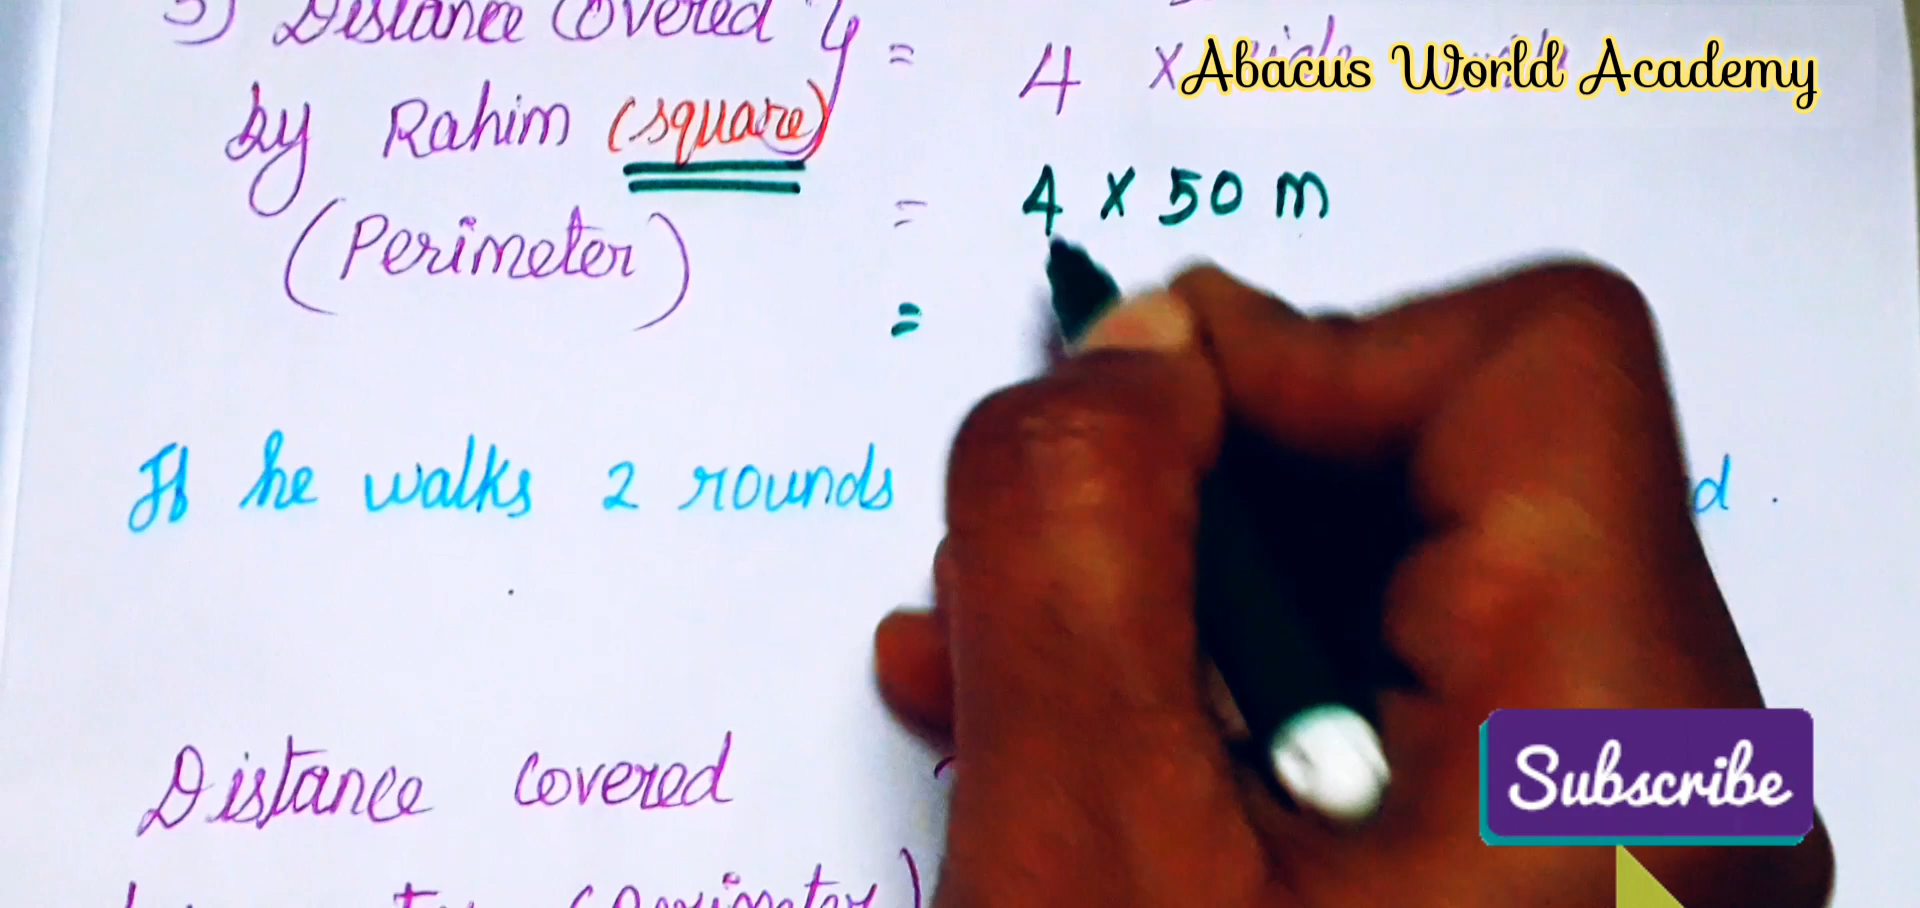 Distance covered
= 4 ×
Abacus World Academy
by Rahim (square)
= 4 × 50 m
(Perimeter)
=
If he walks 2 rounds
Distance covered
(perimeter)
Subscribe